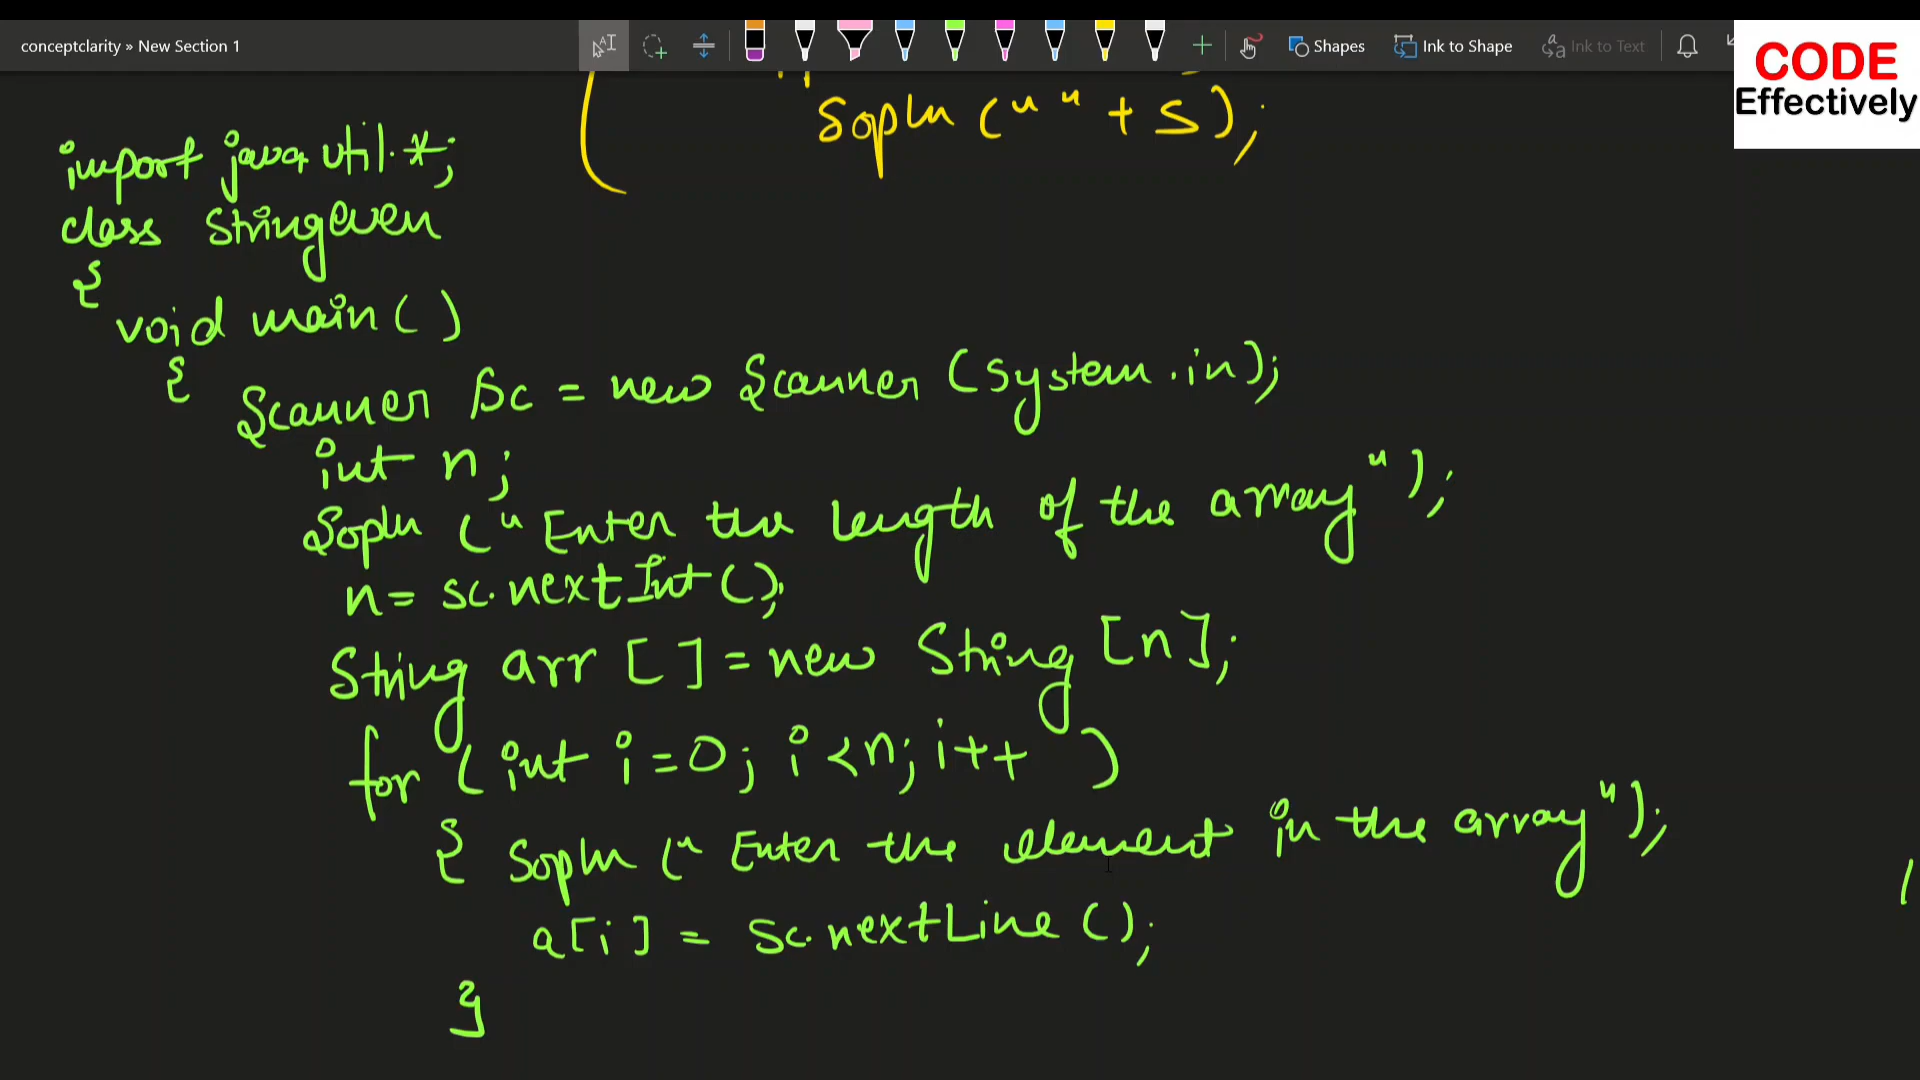 conceptclarity » New Section 1
Shapes
Ink to Shape
Ink to Text
CODE
Effectively
Sopln (" " + S);
import java util.*;
class Stringeven
{
void main()
{ Scanner sc = new Scanner (System.in);
int n;
Sopln ("Enter the length of the array");
n= sc.nextInt();
String arr [ ] = new String [n];
for (int i=0; i<n; i++ )
{ Sopln (" Enter the element in the array");
a[i] = sc.nextLine();
}